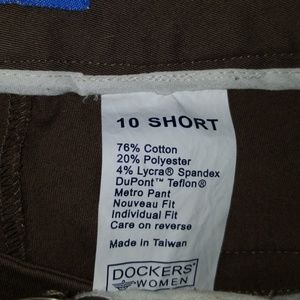 10 SHORT
76% Cotton
20% Polyester
4% Lycra® Spandex
DuPont™ Teflon®
Metro Pant
Nouveau Fit
Individual Fit
Care on reverse
Made in Taiwan
DOCKERS®
WOMEN